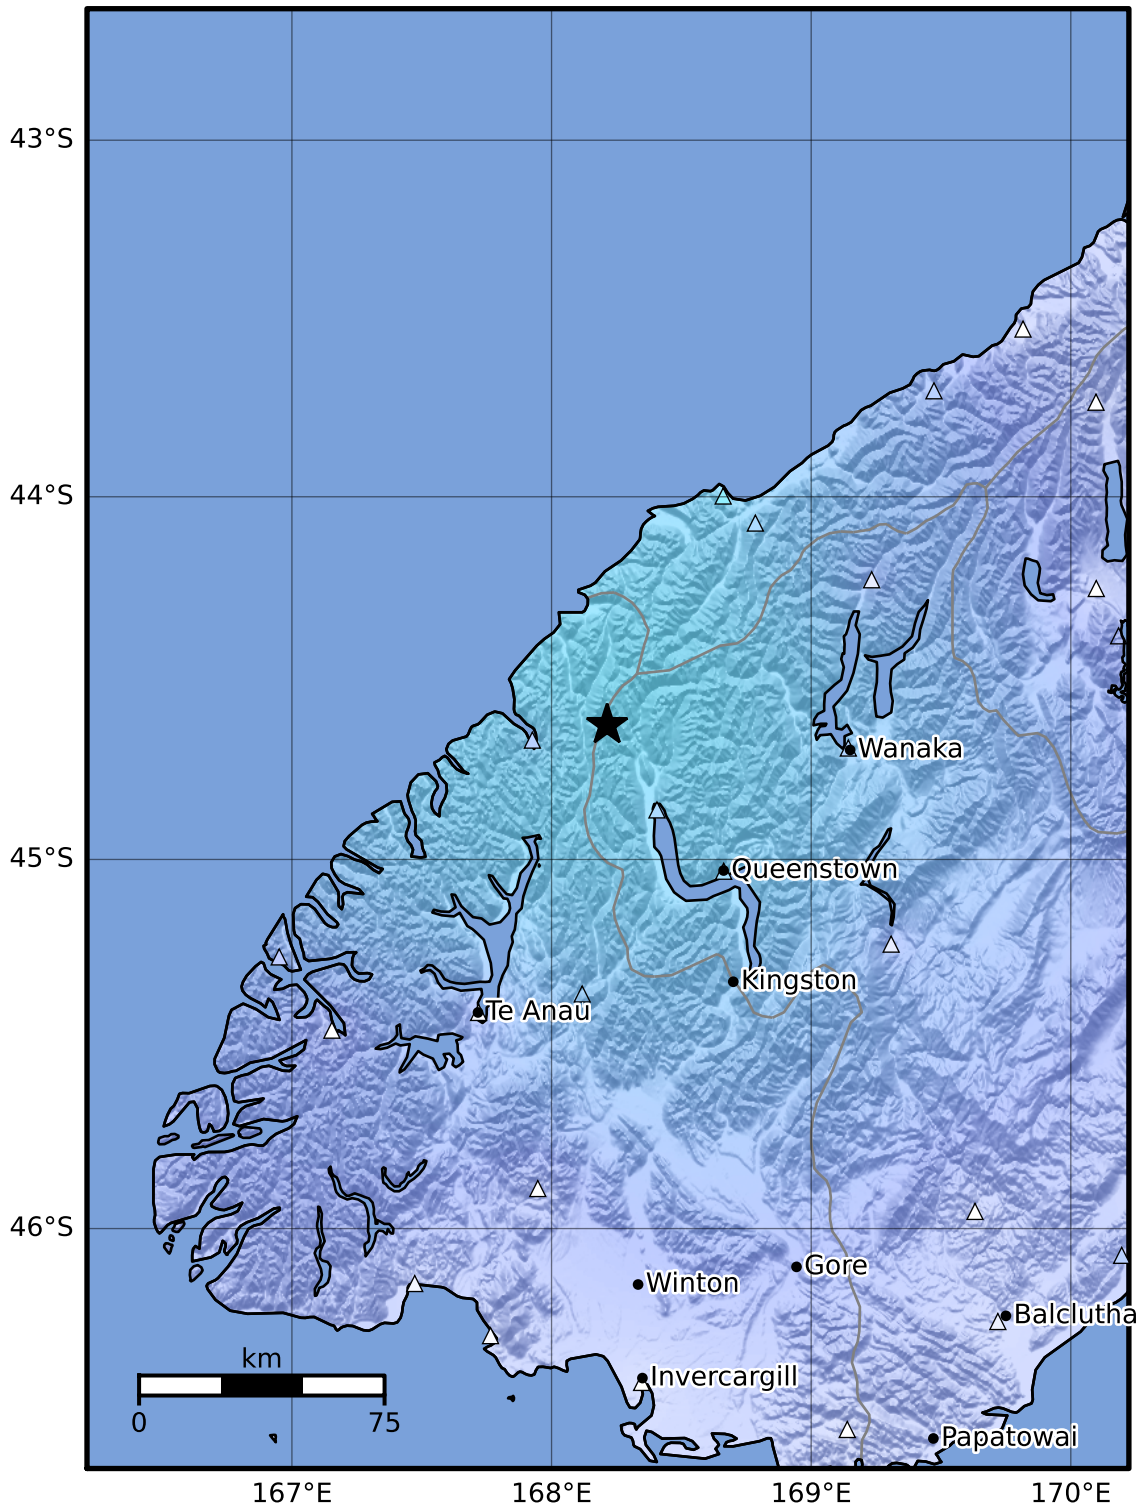 43°S
44°S
Wanaka
45°S
Queenstown
Kingston
Te Anau
46°S
Gore
Winton
Balclutha
km
Invercargill
0 75
Papatowai
167°E 168°E 169°E 170°E